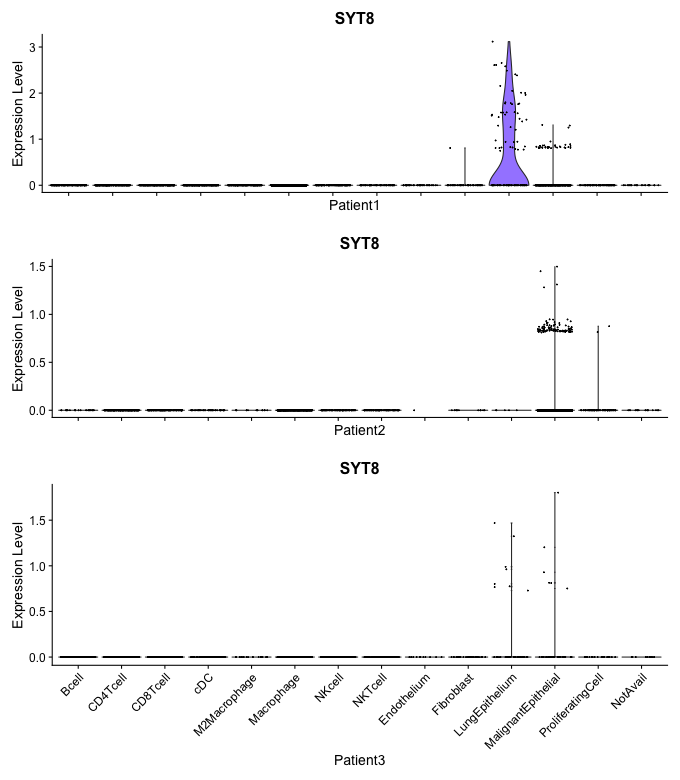 SYT8
Expression Level
3
2
1
0
Patient1
SYT8
Expression Level
1.5
1.0
0.5
0.0
Patient2
SYT8
Expression Level
1.5
1.0
0.5
0.0
Bcell
CD4Tcell
CD8Tcell
cDC
M2Macrophage
Macrophage
NKcell
NKTcell
Endothelium
Fibroblast
LungEpithelium
MalignantEpithelial
ProliferatingCell
NotAvail
Patient3